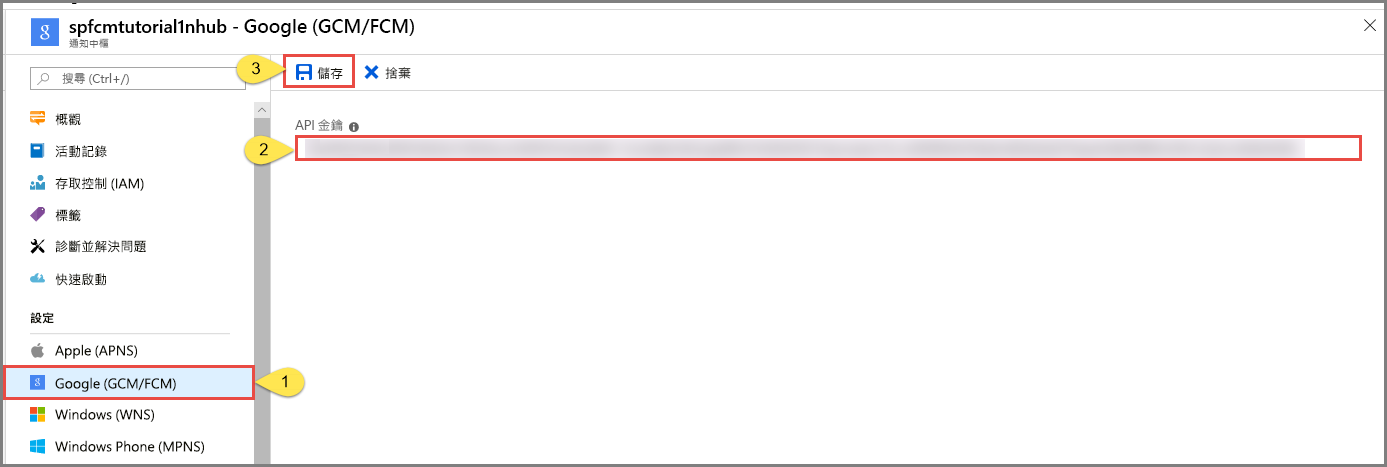 spfcmtutorial1nhub - Google (GCM/FCM)
通知中樞
搜尋 (Ctrl+/)
3
儲存
捨棄
概觀
活動記錄
存取控制 (IAM)
標籤
診斷並解決問題
快速啟動
API 金鑰
2
設定
Apple (APNS)
Google (GCM/FCM)
1
Windows (WNS)
Windows Phone (MPNS)